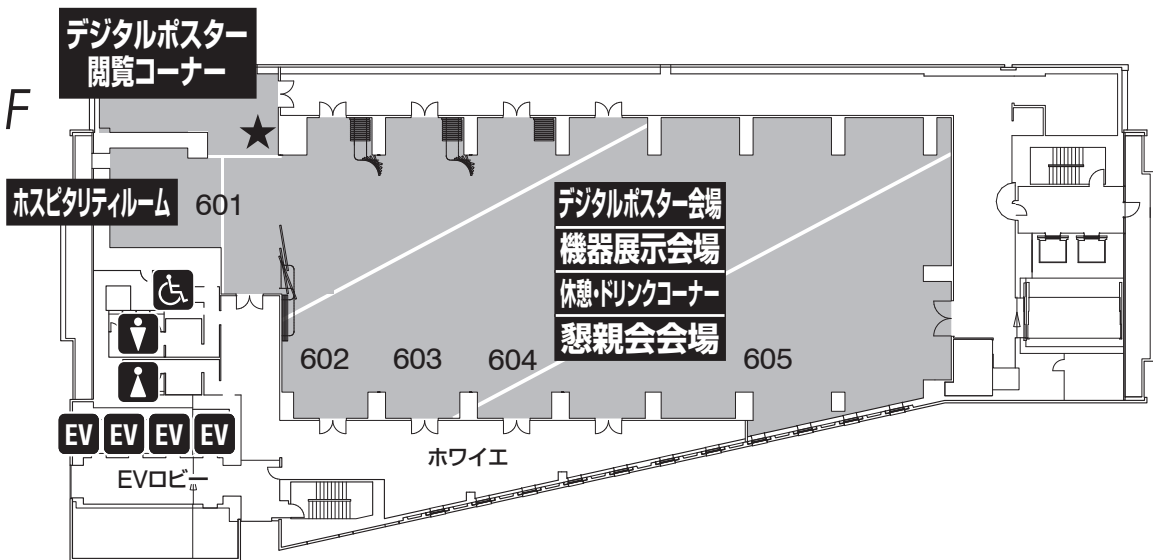 デジタルポスター
閲覧コーナー
F
★
ホスピタリティルーム
601
デジタルポスター会場
機器展示会場
休憩・ドリンクコーナー
懇親会会場
602
603
604
605
EV EV EV EV
ホワイエ
EVロビー